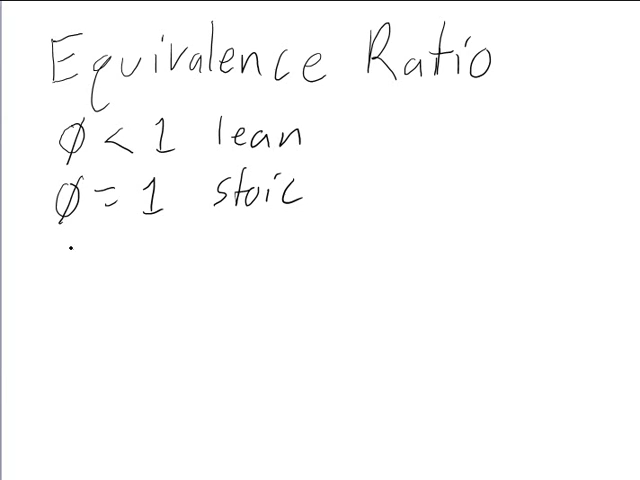 Equivalence Ratio
ϕ < 1 lean
ϕ = 1 stoic